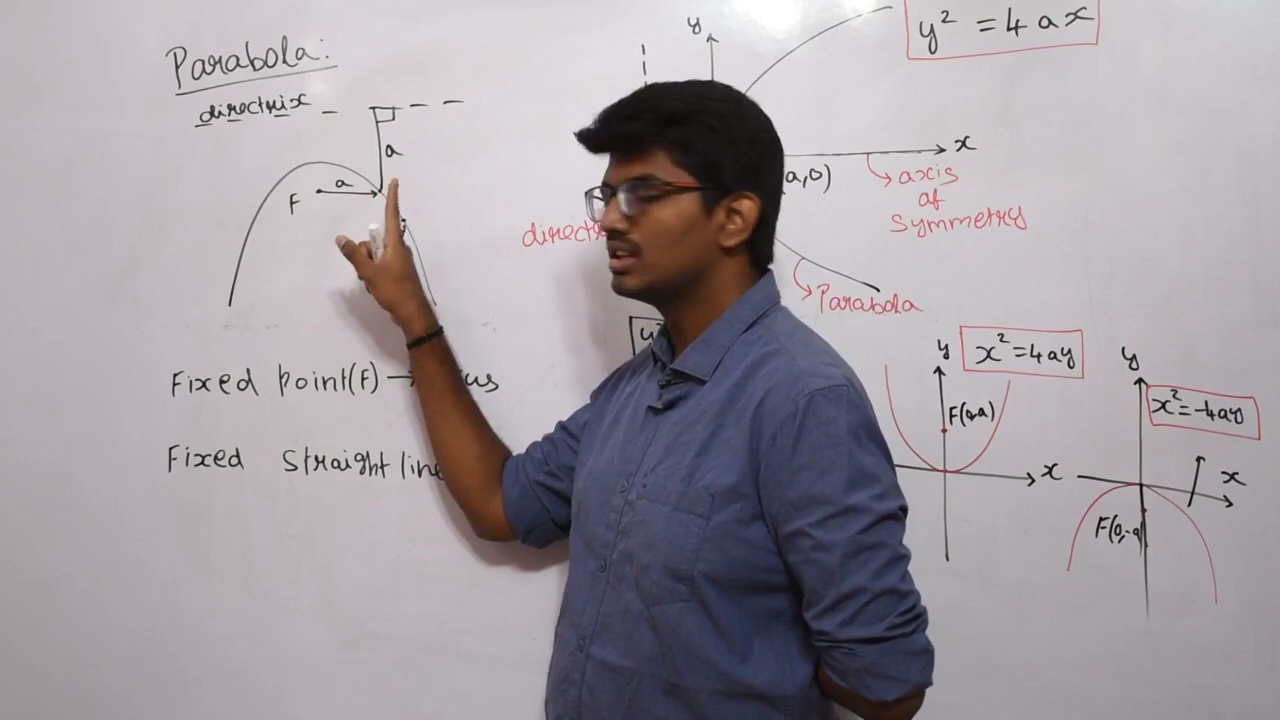 Parabola:
directrix
a
a
F
Fixed point(F) →
Fixed Straight line
y
y² = 4ax
x
a,0)
axis
of
Symmetry
Parabola
y
x²=4ay
F(0,a)
x
y
x²=-4ay
x
F(0,-a